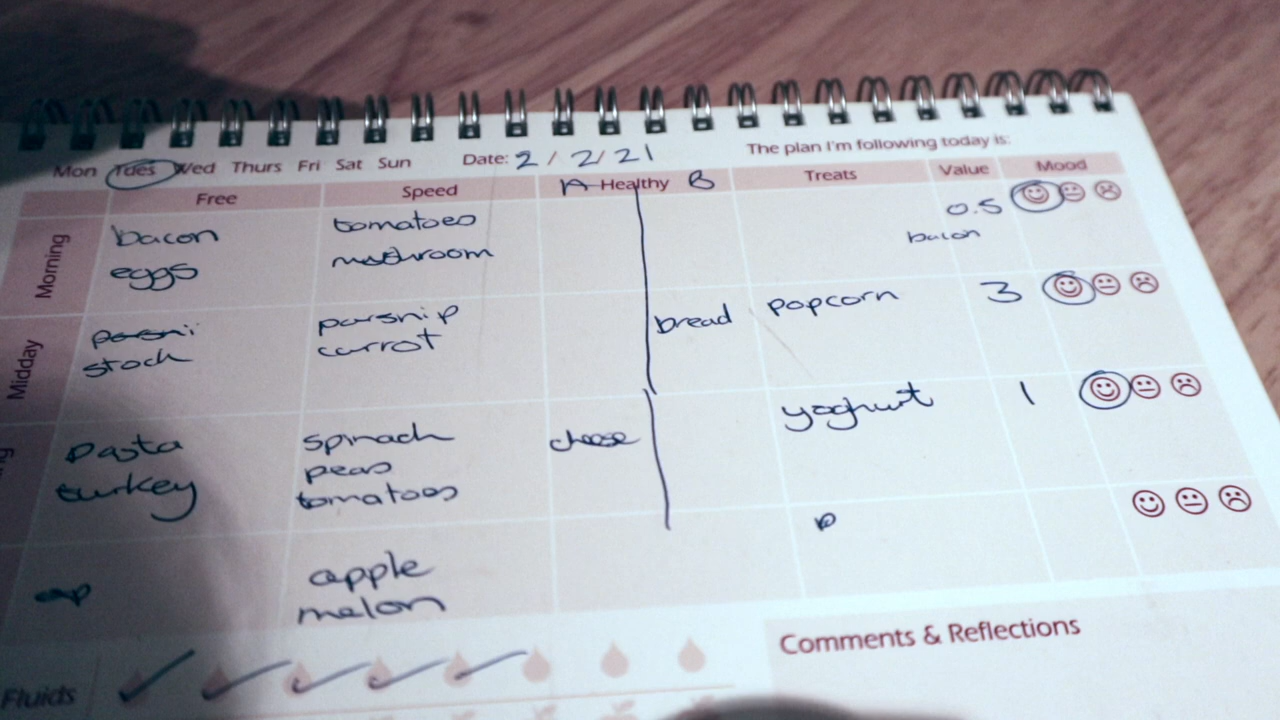 Mon Tues Wed Thurs Fri Sat Sun Date: 2/2/21 The plan I'm following today is:
Free Speed A Healthy B Treats Value Mood
Morning
bacon tomatoes 0.5
eggs mushroom bacon
Midday
parsnip bread popcorn 3
stock carrot
pasta spinach cheese yoghurt 1
turkey peas
tomatoes
apple
melon
Comments & Reflections
Fluids